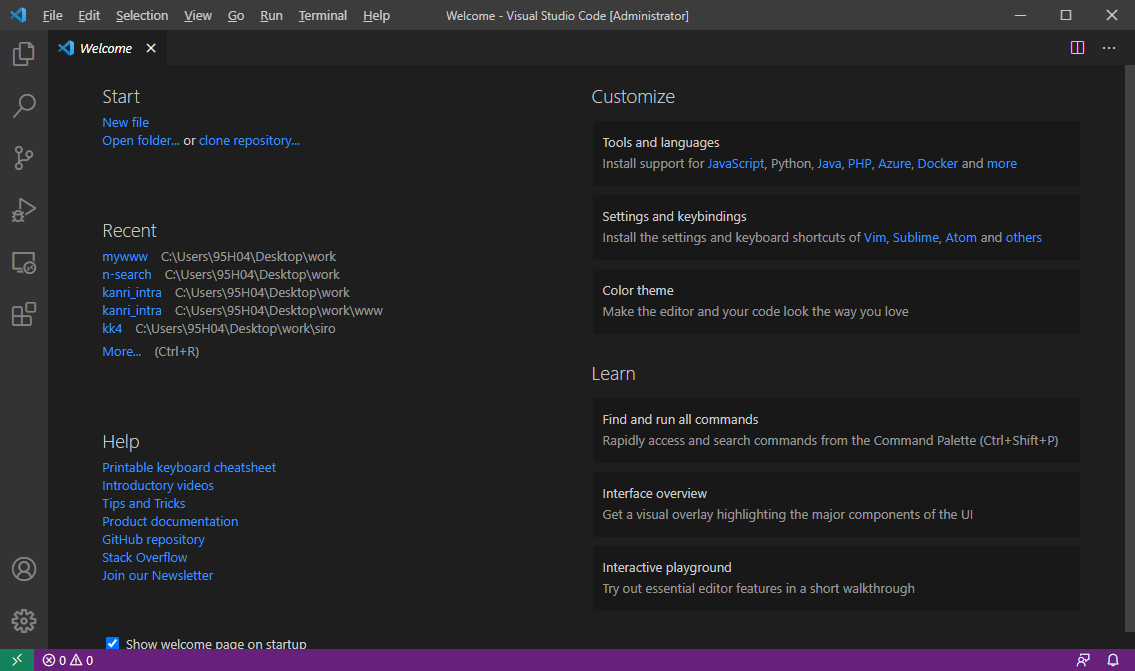 File Edit Selection View Go Run Terminal Help Welcome - Visual Studio Code [Administrator]
Welcome
Start
New file
Open folder... or clone repository...
Recent
mywww C:\Users\95H04\Desktop\work
n-search C:\Users\95H04\Desktop\work
kanri_intra C:\Users\95H04\Desktop\work
kanri_intra C:\Users\95H04\Desktop\work\www
kk4 C:\Users\95H04\Desktop\work\siro
More... (Ctrl+R)
Help
Printable keyboard cheatsheet
Introductory videos
Tips and Tricks
Product documentation
GitHub repository
Stack Overflow
Join our Newsletter
Show welcome page on startup
Customize
Tools and languages
Install support for JavaScript, Python, Java, PHP, Azure, Docker and more
Settings and keybindings
Install the settings and keyboard shortcuts of Vim, Sublime, Atom and others
Color theme
Make the editor and your code look the way you love
Learn
Find and run all commands
Rapidly access and search commands from the Command Palette (Ctrl+Shift+P)
Interface overview
Get a visual overlay highlighting the major components of the UI
Interactive playground
Try out essential editor features in a short walkthrough
0 0